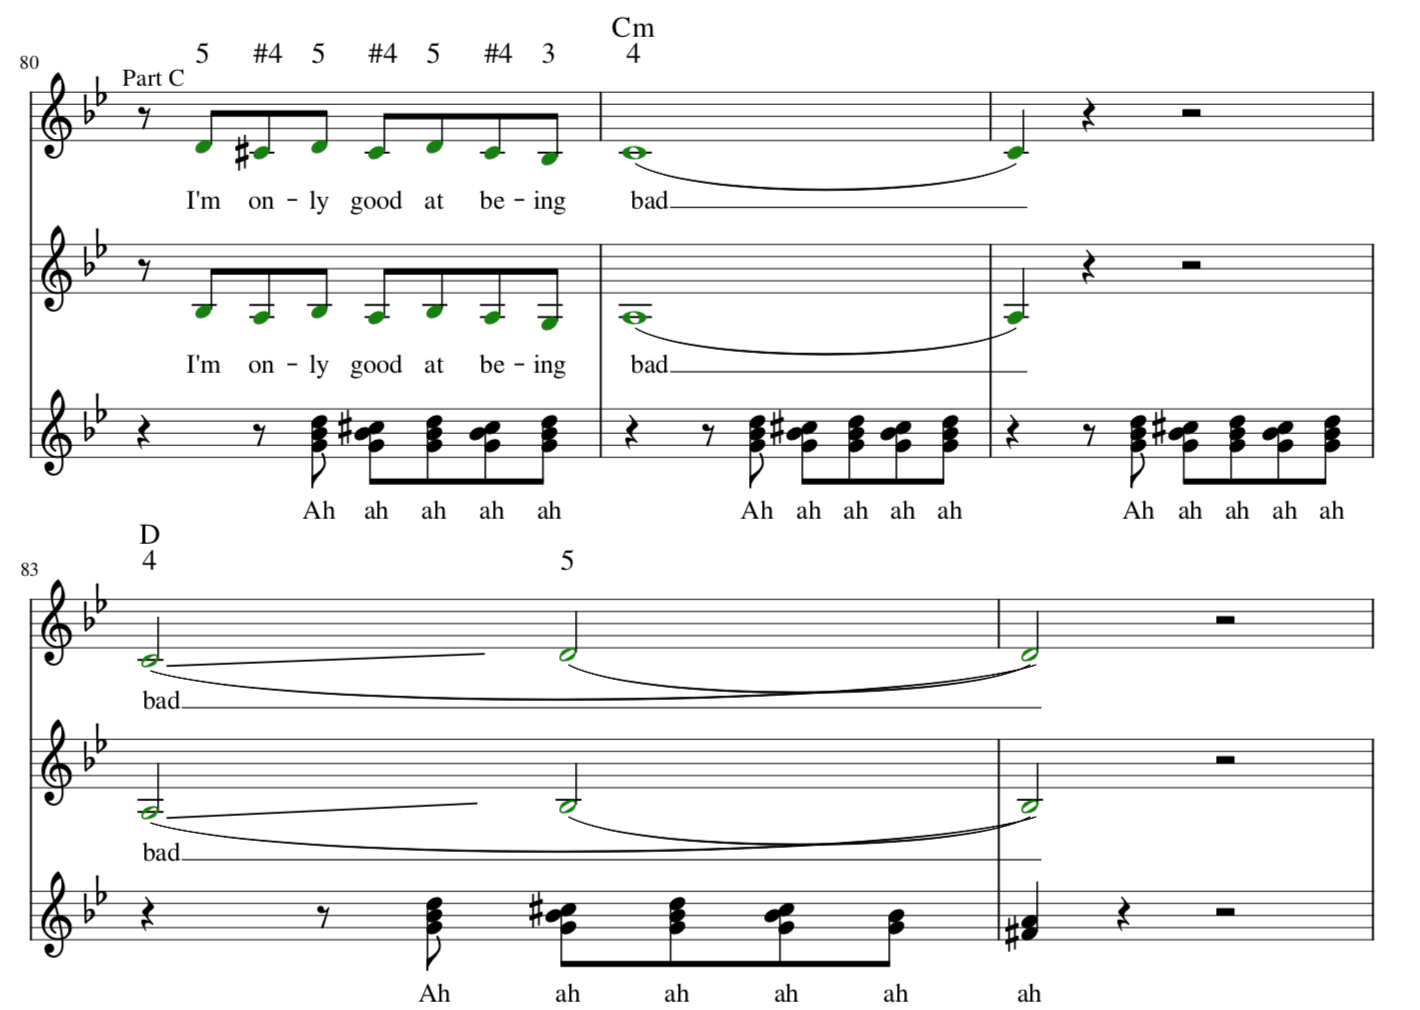 Cm
5 #4 5 #4 5 #4 3 4
80
Part C
I'm on - ly good at be - ing bad
I'm on - ly good at be - ing bad
Ah ah ah ah ah Ah ah ah ah ah Ah ah ah ah ah
D
4 5
83
bad
bad
Ah ah ah ah ah ah